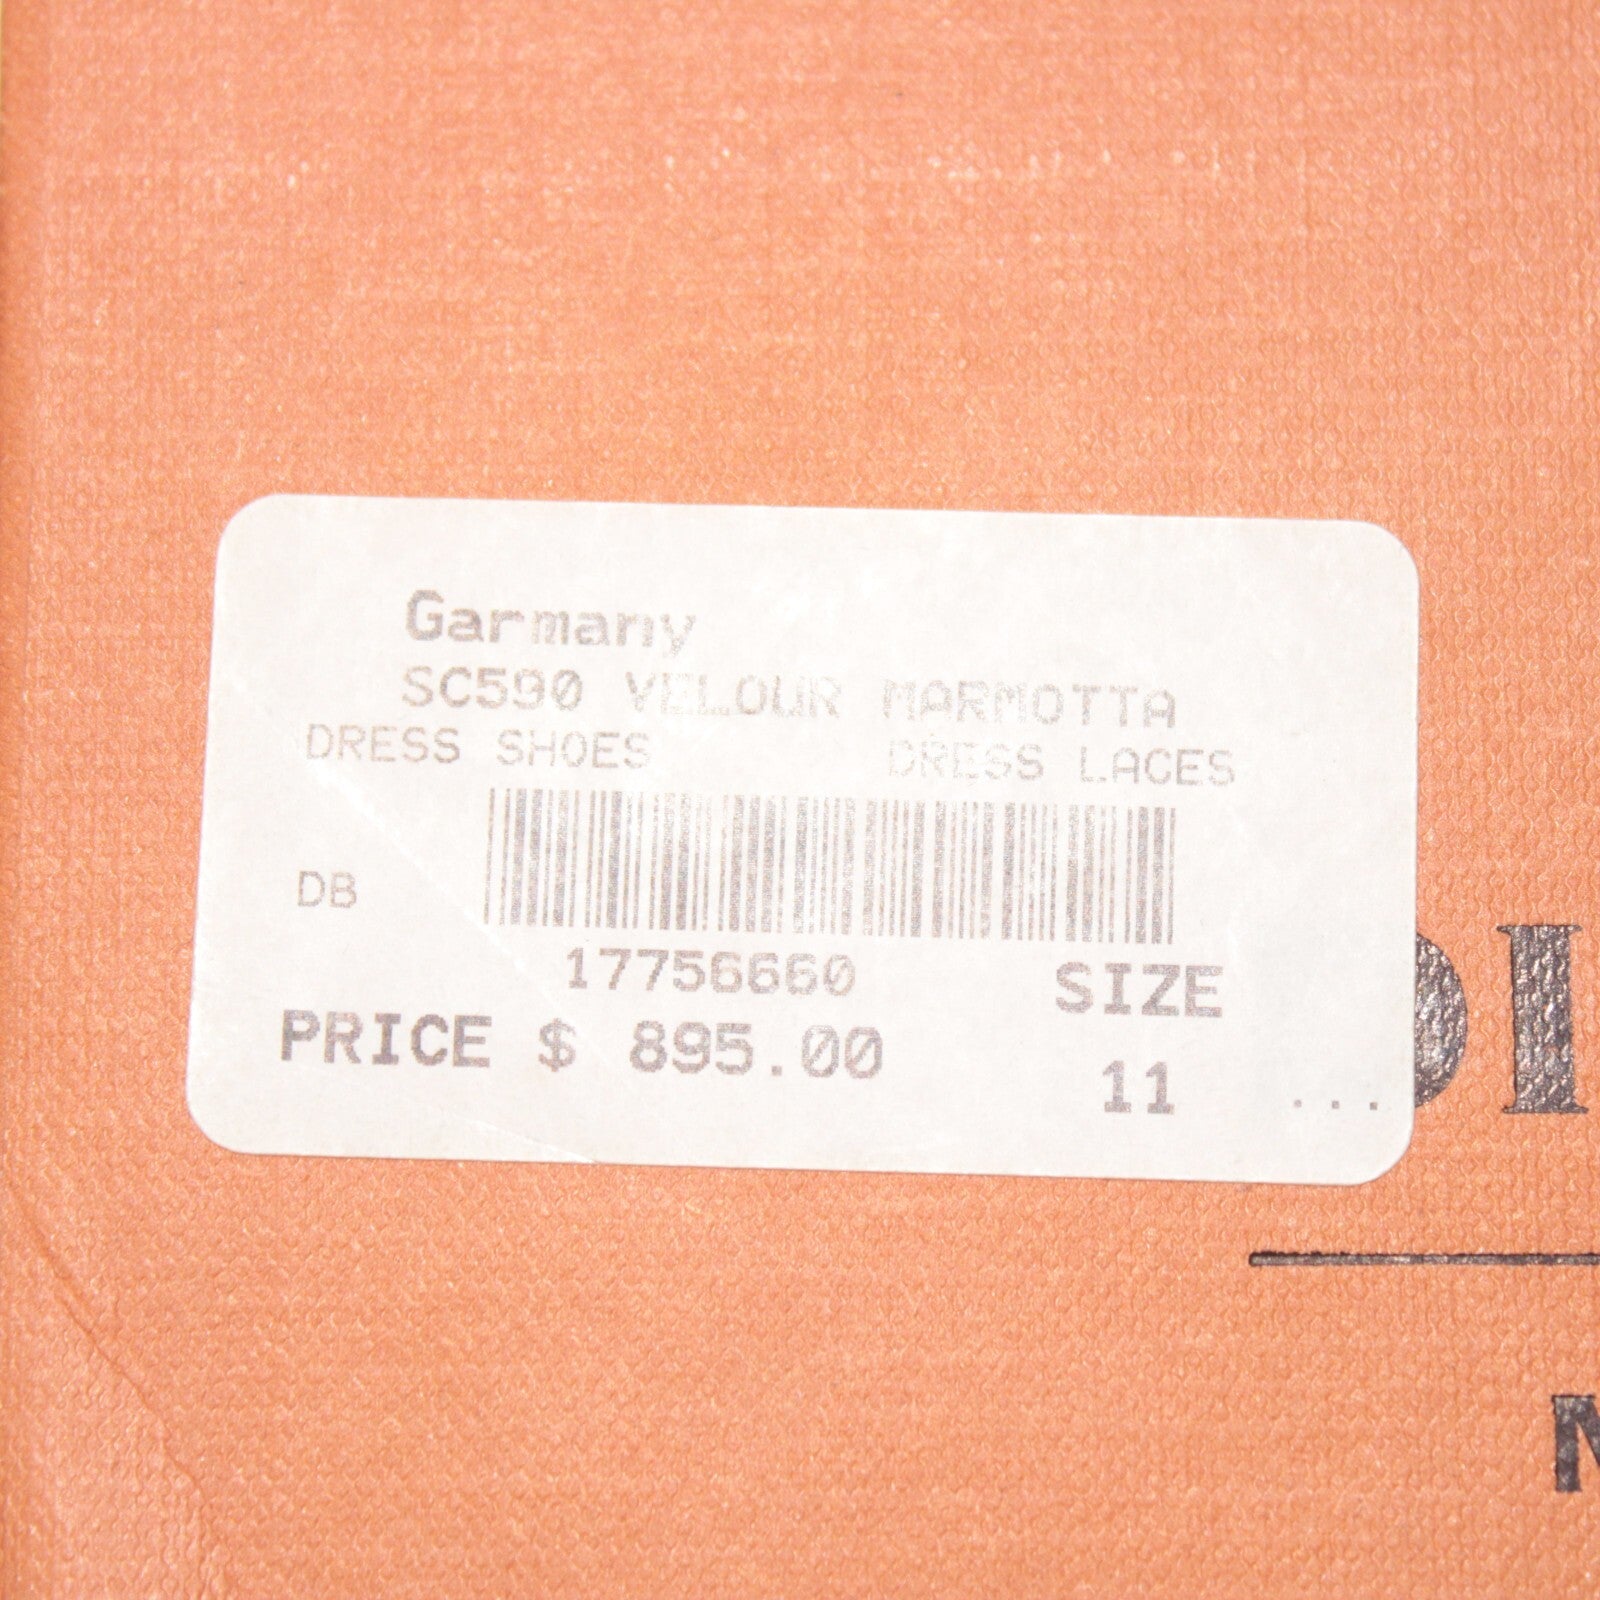 Garmany
SC590 VELOUR MARMOTTA
DRESS SHOES DRESS LACES
DB
17756660
SIZE
PRICE $ 895.00
11 ...